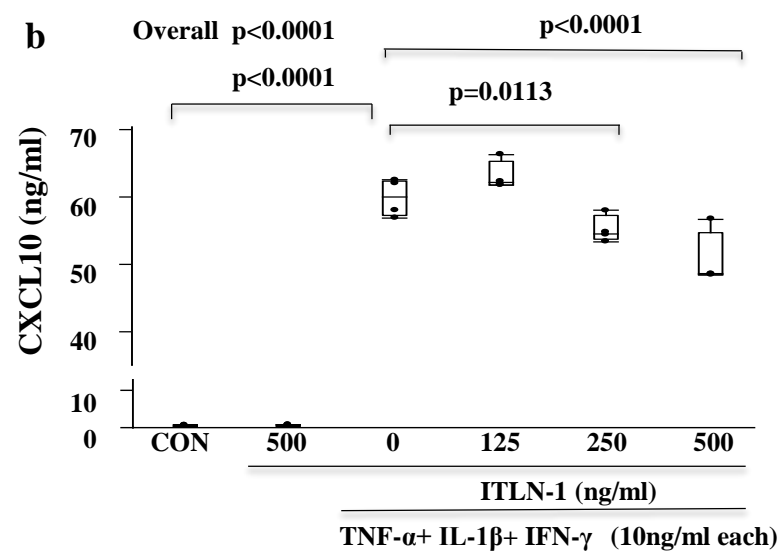 b
Overall p<0.0001
p<0.0001
p<0.0001
p=0.0113
CXCL10 (ng/ml)
70
60
50
40
10
0
CON 500 0 125 250 500
ITLN-1 (ng/ml)
TNF-α+ IL-1β+ IFN-γ (10ng/ml each)